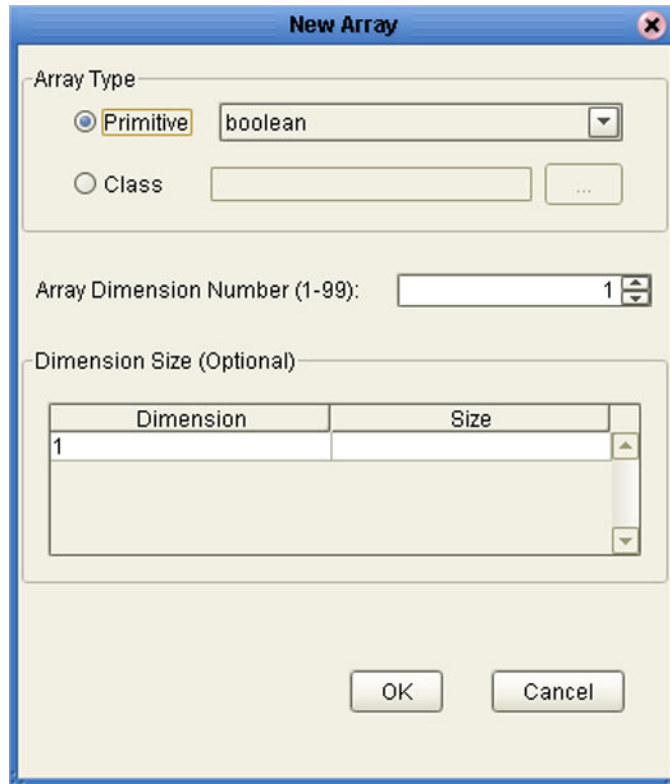 New Array
Array Type
Primitive boolean
Class ...
Array Dimension Number (1-99): 1
Dimension Size (Optional)
Dimension Size
1
OK Cancel